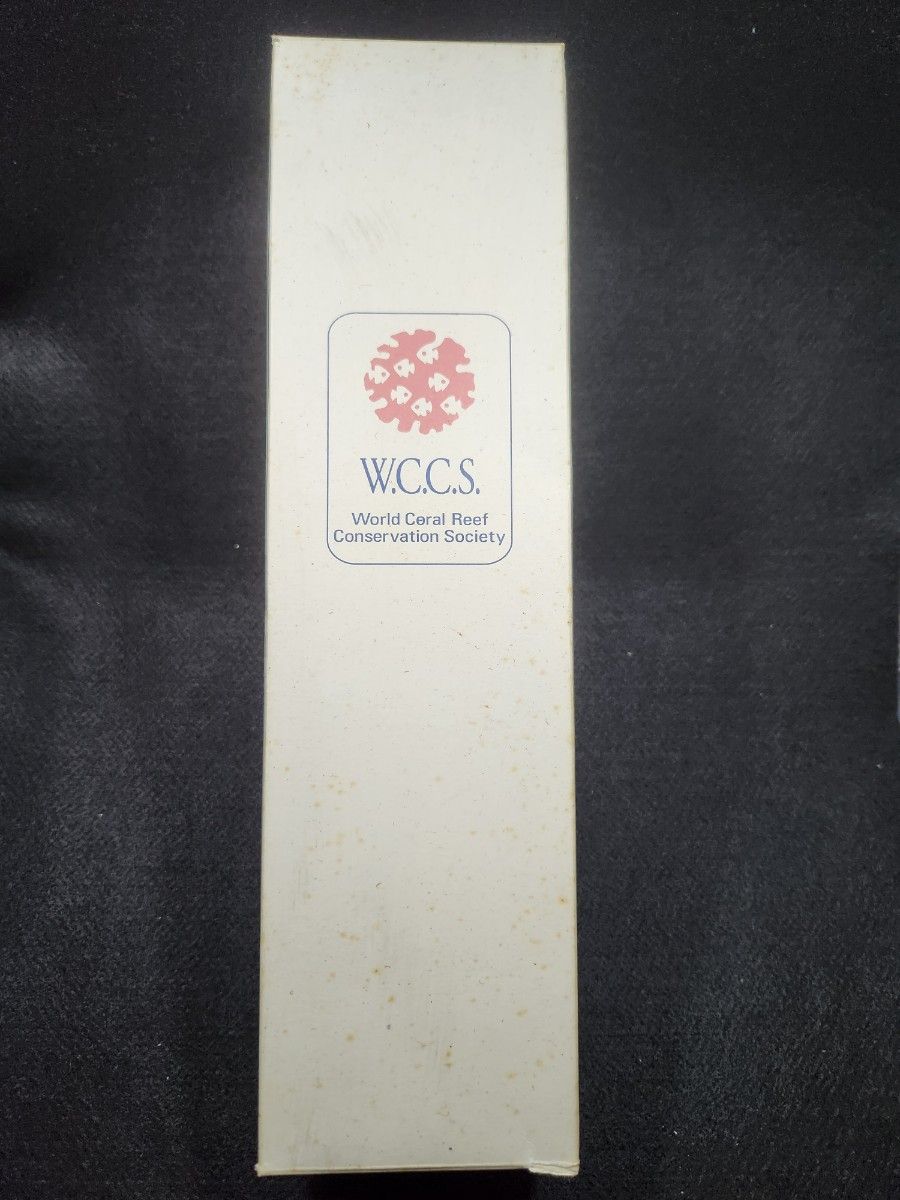 W.C.C.S.
World Coral Reef
Conservation Society